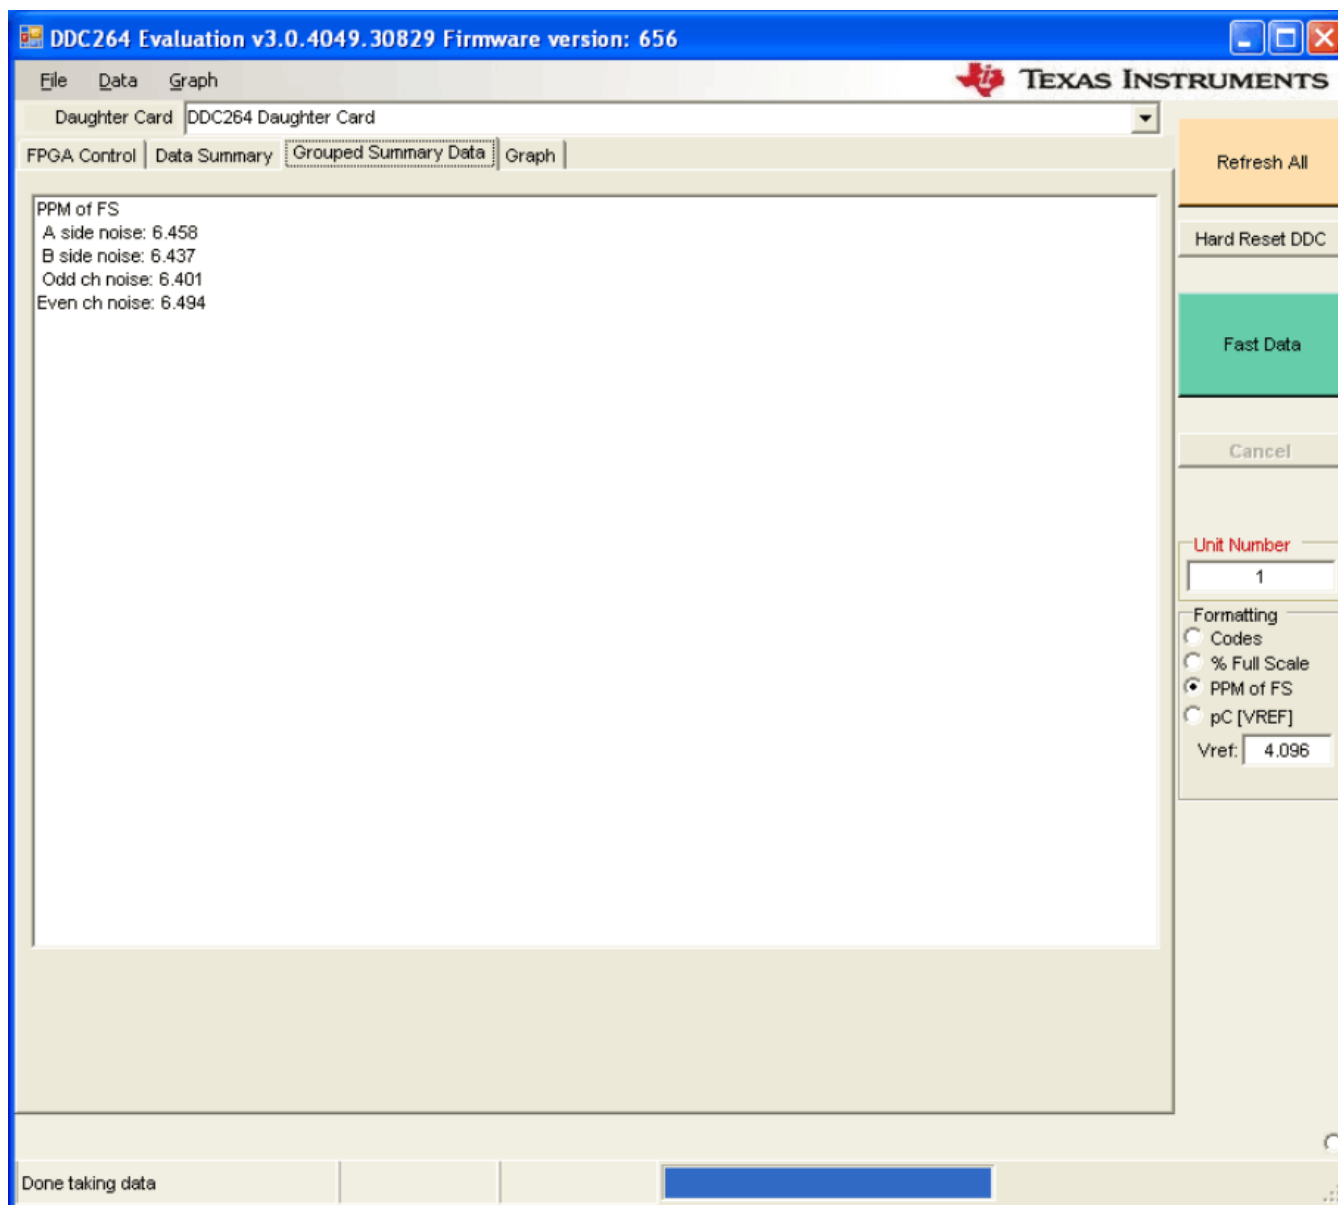 DDC264 Evaluation v3.0.4049.30829 Firmware version: 656
File Data Graph
TEXAS INSTRUMENTS
Daughter Card DDC264 Daughter Card
FPGA Control Data Summary Grouped Summary Data Graph
PPM of FS
A side noise: 6.458
B side noise: 6.437
Odd ch noise: 6.401
Even ch noise: 6.494
Refresh All
Hard Reset DDC
Fast Data
Cancel
Unit Number
1
Formatting
Codes
% Full Scale
PPM of FS
pC [VREF]
Vref: 4.096
Done taking data